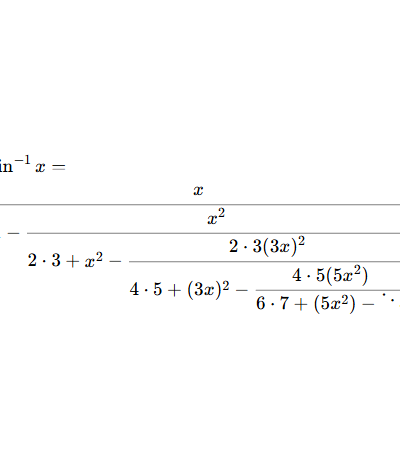 in⁻¹ x =
x
− x²
2 · 3 + x² − 2 · 3(3x)²
4 · 5 + (3x)² − 4 · 5(5x²)
6 · 7 + (5x²) − ⋱